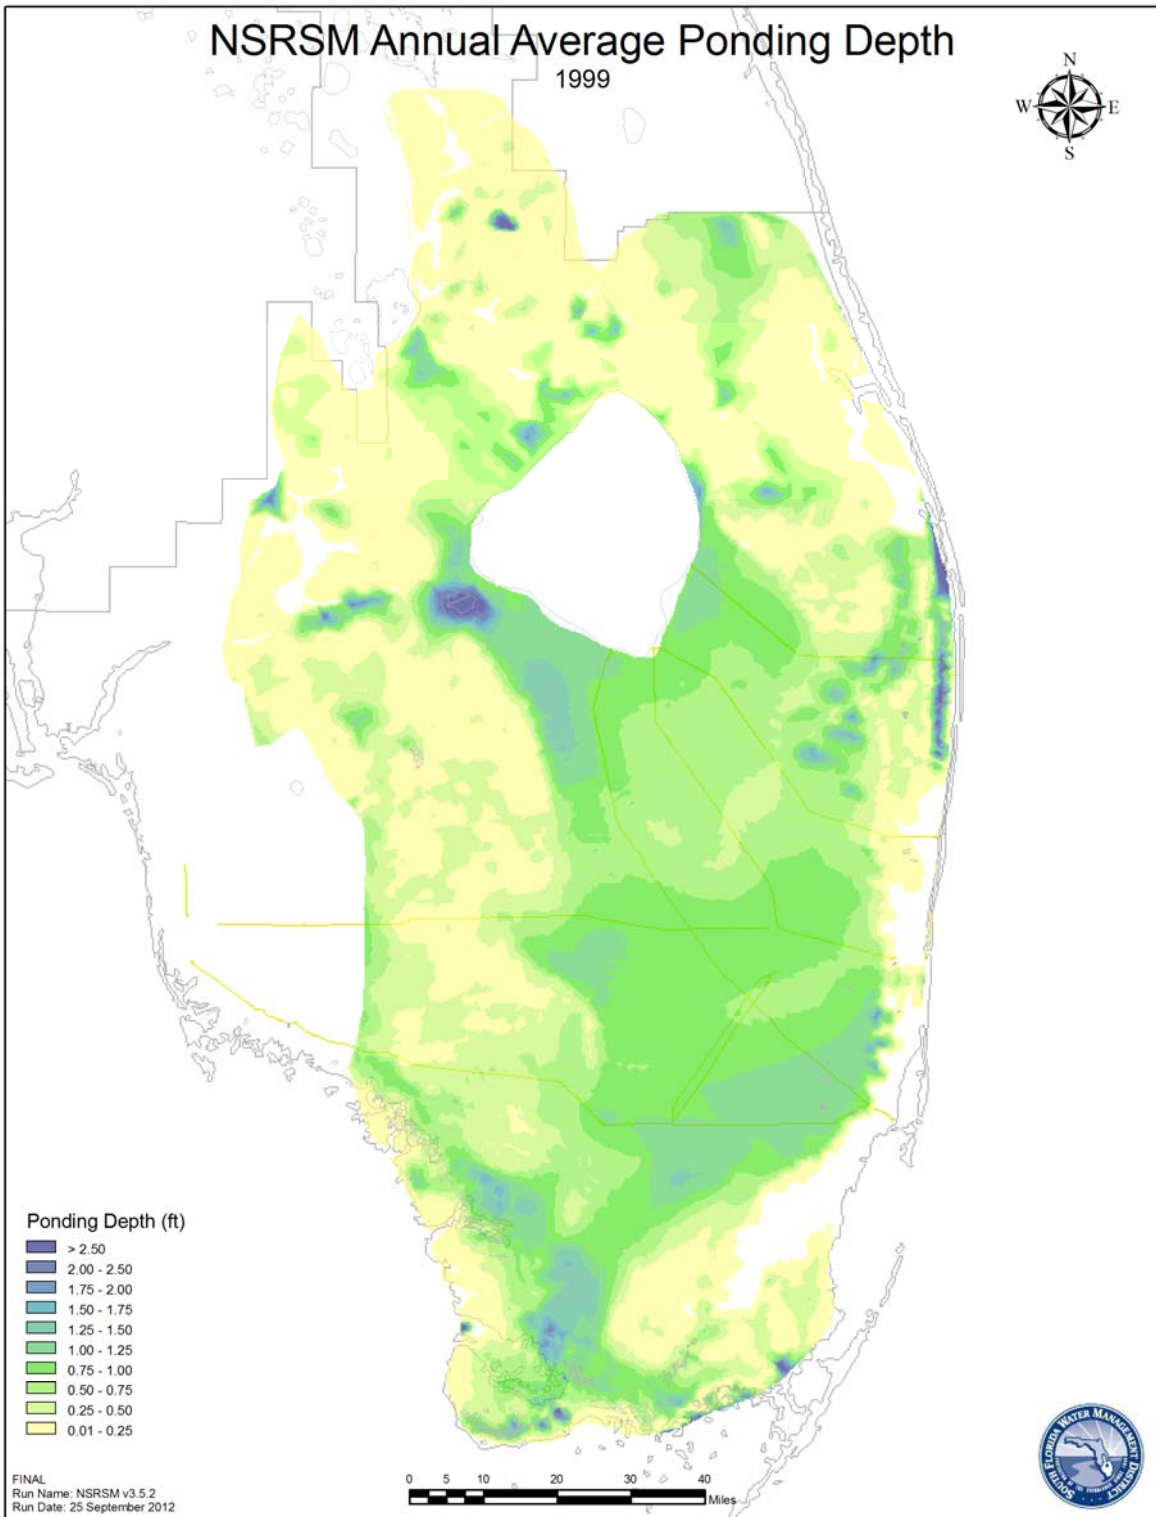 NSRSM Annual Average Ponding Depth
1999
N
W E
S
Ponding Depth (ft)
> 2.50
2.00 - 2.50
1.75 - 2.00
1.50 - 1.75
1.25 - 1.50
1.00 - 1.25
0.75 - 1.00
0.50 - 0.75
0.25 - 0.50
0.01 - 0.25
FINAL
Run Name: NSRSM v3.5.2
Run Date: 25 September 2012
0 5 10 20 30 40
Miles
SOUTH FLORIDA WATER MANAGEMENT DISTRICT